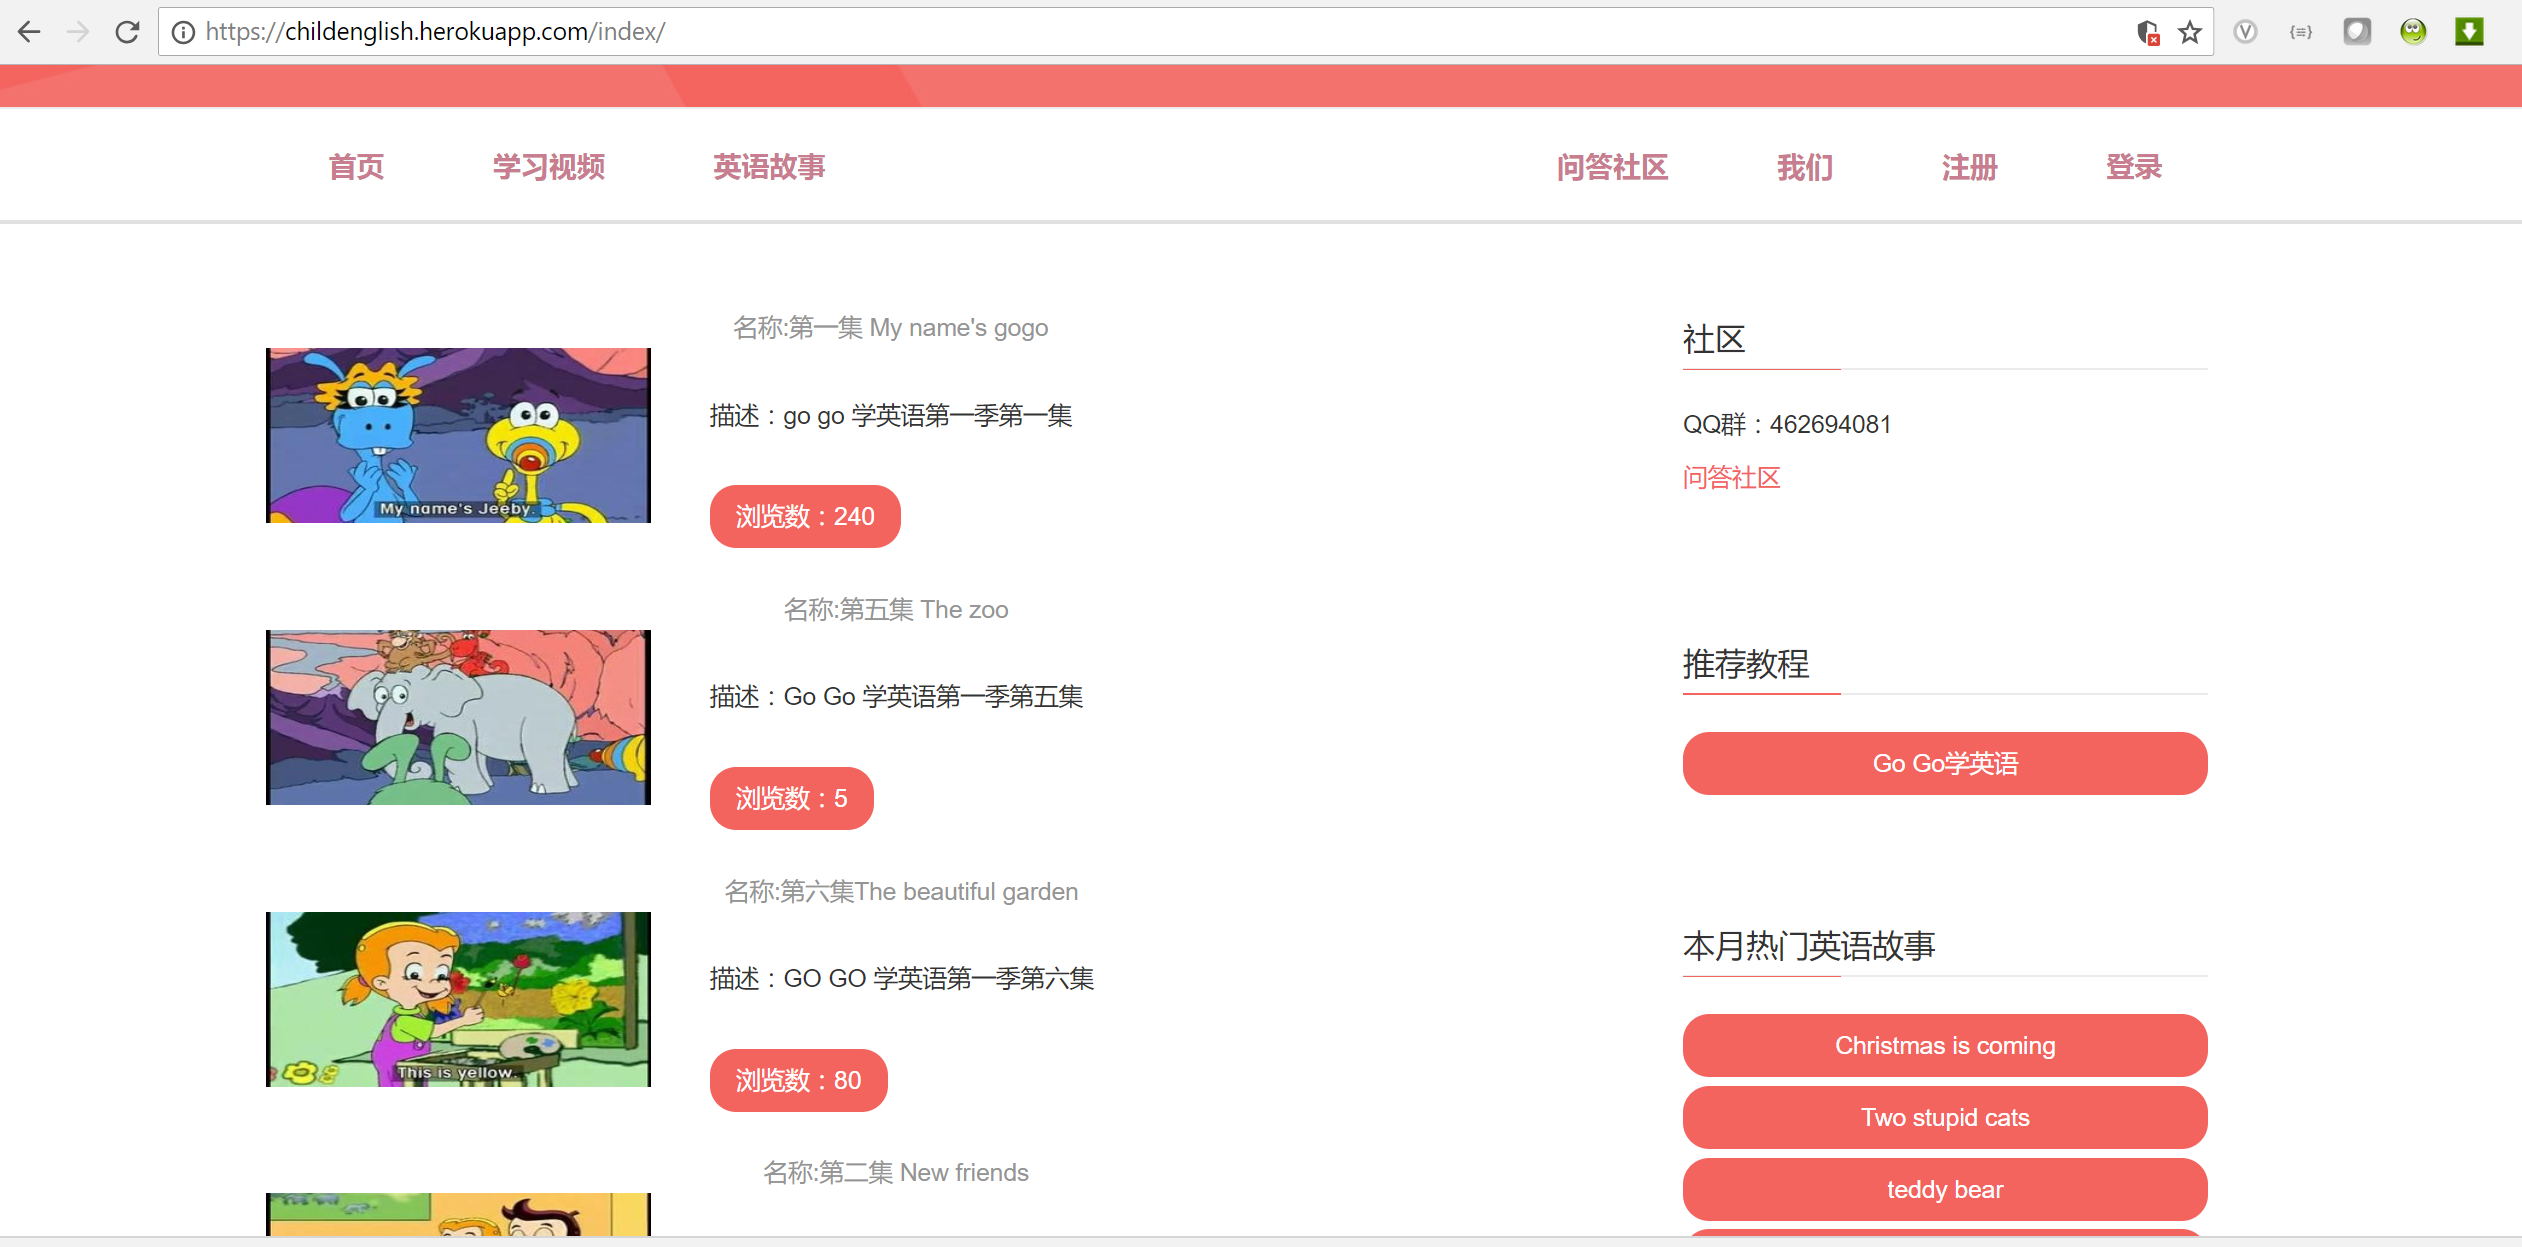 https://childenglish.herokuapp.com/index/
首页 学习视频 英语故事 问答社区 我们 注册 登录
名称:第一集 My name's gogo
描述：go go 学英语第一季第一集
My name's Jeeby.
浏览数：240
名称:第五集 The zoo
描述：Go Go 学英语第一季第五集
浏览数：5
名称:第六集The beautiful garden
描述：GO GO 学英语第一季第六集
This is yellow.
浏览数：80
名称:第二集 New friends
社区
QQ群：462694081
问答社区
推荐教程
Go Go学英语
本月热门英语故事
Christmas is coming
Two stupid cats
teddy bear